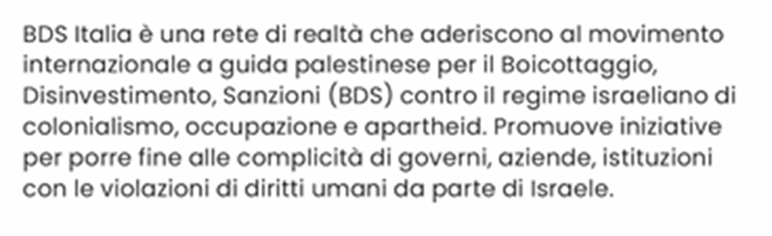 BDS Italia è una rete di realtà che aderiscono al movimento
internazionale a guida palestinese per il Boicottaggio,
Disinvestimento, Sanzioni (BDS) contro il regime israeliano di
colonialismo, occupazione e apartheid. Promuove iniziative
per porre fine alle complicità di governi, aziende, istituzioni
con le violazioni di diritti umani da parte di Israele.